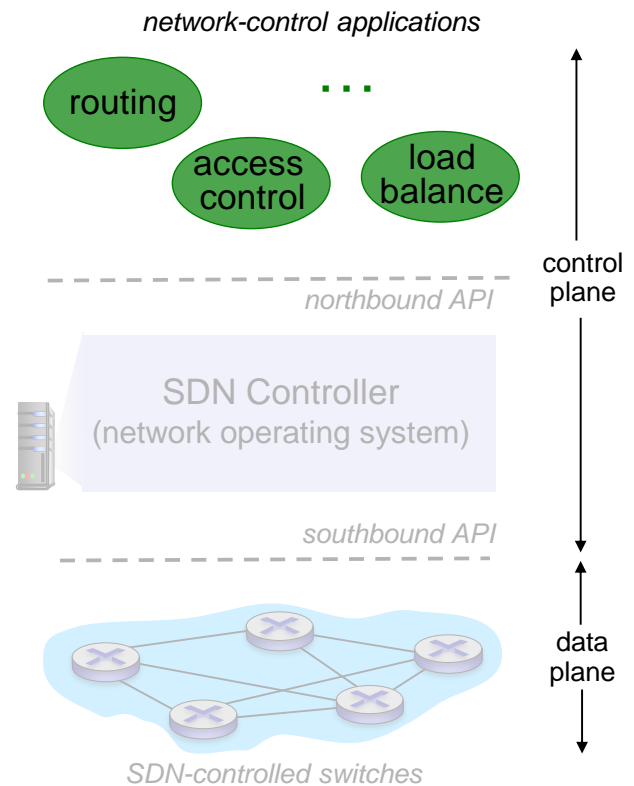 network-control applications
routing
...
access
control
load
balance
control
plane
northbound API
SDN Controller
(network operating system)
southbound API
data
plane
SDN-controlled switches